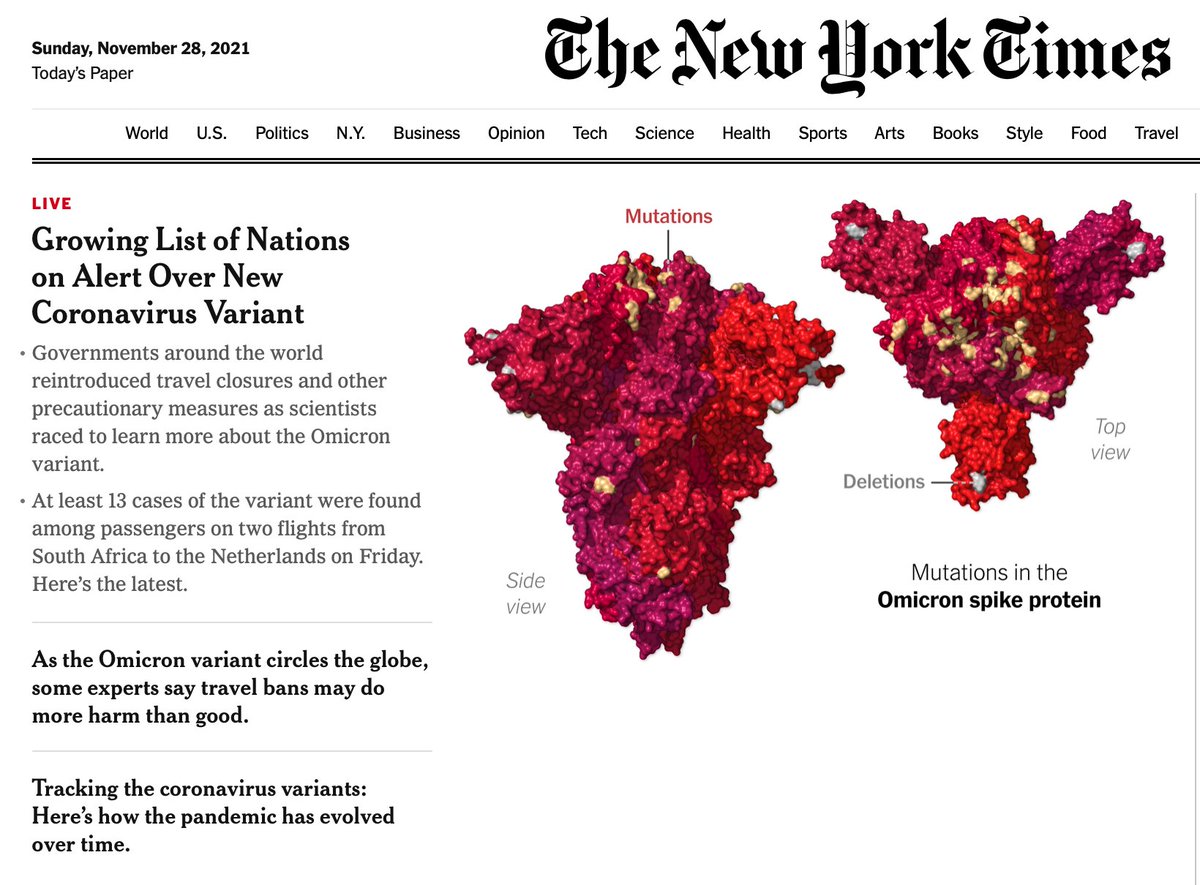 Sunday, November 28, 2021
Today's Paper
The New York Times
World U.S. Politics N.Y. Business Opinion Tech Science Health Sports Arts Books Style Food Travel
LIVE
Growing List of Nations
on Alert Over New
Coronavirus Variant
• Governments around the world
reintroduced travel closures and other
precautionary measures as scientists
raced to learn more about the Omicron
variant.
• At least 13 cases of the variant were found
among passengers on two flights from
South Africa to the Netherlands on Friday.
Here’s the latest.
As the Omicron variant circles the globe,
some experts say travel bans may do
more harm than good.
Tracking the coronavirus variants:
Here’s how the pandemic has evolved
over time.
Mutations
Side
view
Top
view
Deletions
Mutations in the
Omicron spike protein